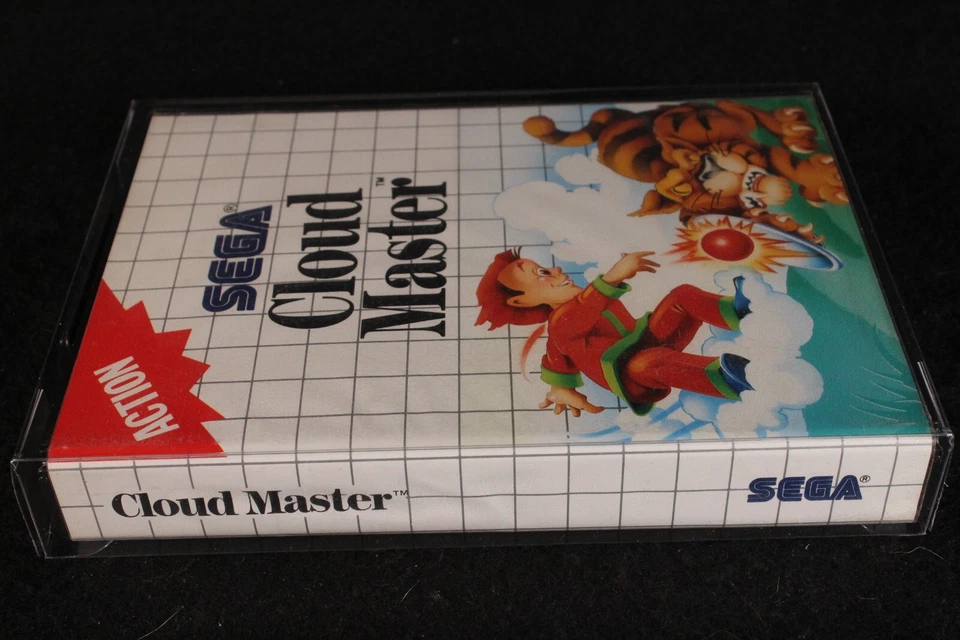 ACTION
SEGA®
Cloud
Master™
Cloud Master™
SEGA®